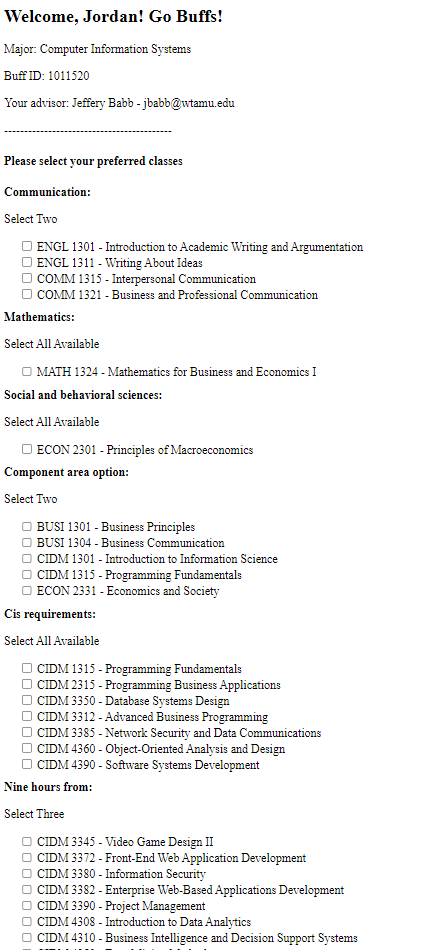 Welcome, Jordan! Go Buffs!
Major: Computer Information Systems
Buff ID: 1011520
Your advisor: Jeffery Babb - jbabb@wtamu.edu
------------------------------------------
Please select your preferred classes
Communication:
Select Two
ENGL 1301 - Introduction to Academic Writing and Argumentation
ENGL 1311 - Writing About Ideas
COMM 1315 - Interpersonal Communication
COMM 1321 - Business and Professional Communication
Mathematics:
Select All Available
MATH 1324 - Mathematics for Business and Economics I
Social and behavioral sciences:
Select All Available
ECON 2301 - Principles of Macroeconomics
Component area option:
Select Two
BUSI 1301 - Business Principles
BUSI 1304 - Business Communication
CIDM 1301 - Introduction to Information Science
CIDM 1315 - Programming Fundamentals
ECON 2331 - Economics and Society
Cis requirements:
Select All Available
CIDM 1315 - Programming Fundamentals
CIDM 2315 - Programming Business Applications
CIDM 3350 - Database Systems Design
CIDM 3312 - Advanced Business Programming
CIDM 3385 - Network Security and Data Communications
CIDM 4360 - Object-Oriented Analysis and Design
CIDM 4390 - Software Systems Development
Nine hours from:
Select Three
CIDM 3345 - Video Game Design II
CIDM 3372 - Front-End Web Application Development
CIDM 3380 - Information Security
CIDM 3382 - Enterprise Web-Based Applications Development
CIDM 3390 - Project Management
CIDM 4308 - Introduction to Data Analytics
CIDM 4310 - Business Intelligence and Decision Support Systems